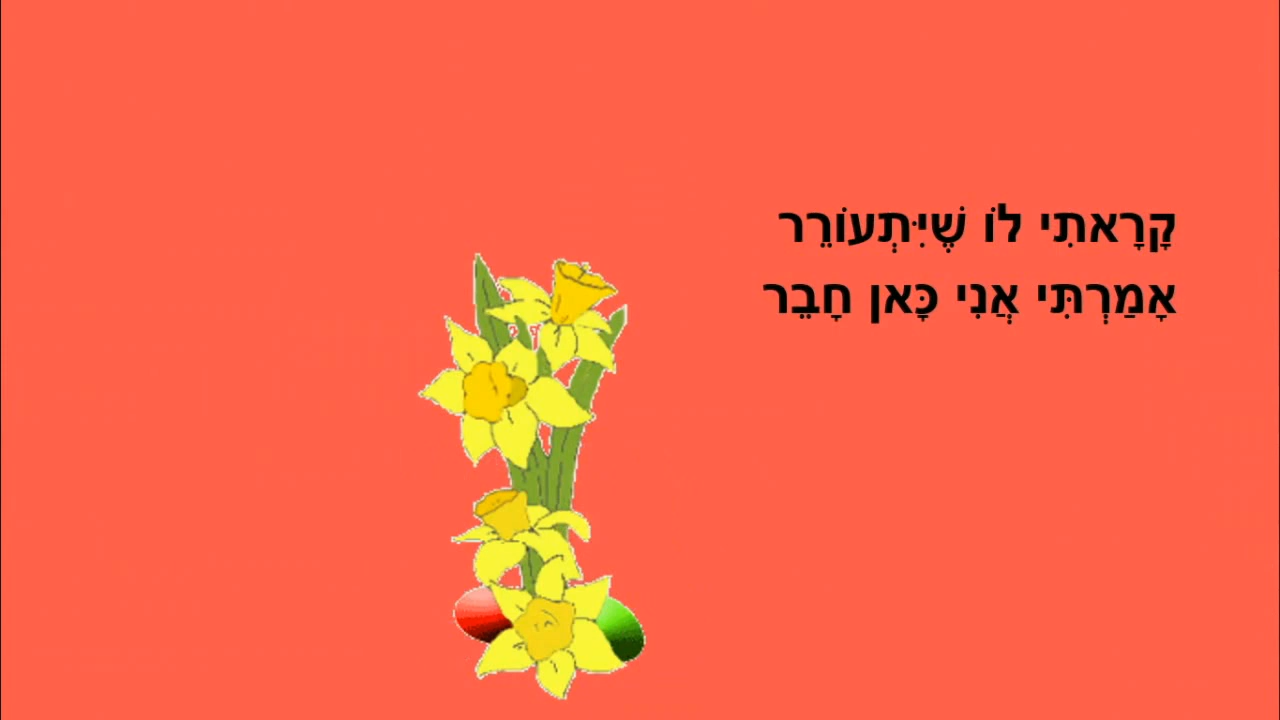 קָרָאתִי לוֹ שֶׁיִּתְעוֹרֵר
אָמַרְתִּי אֲנִי כָּאן חָבֵר